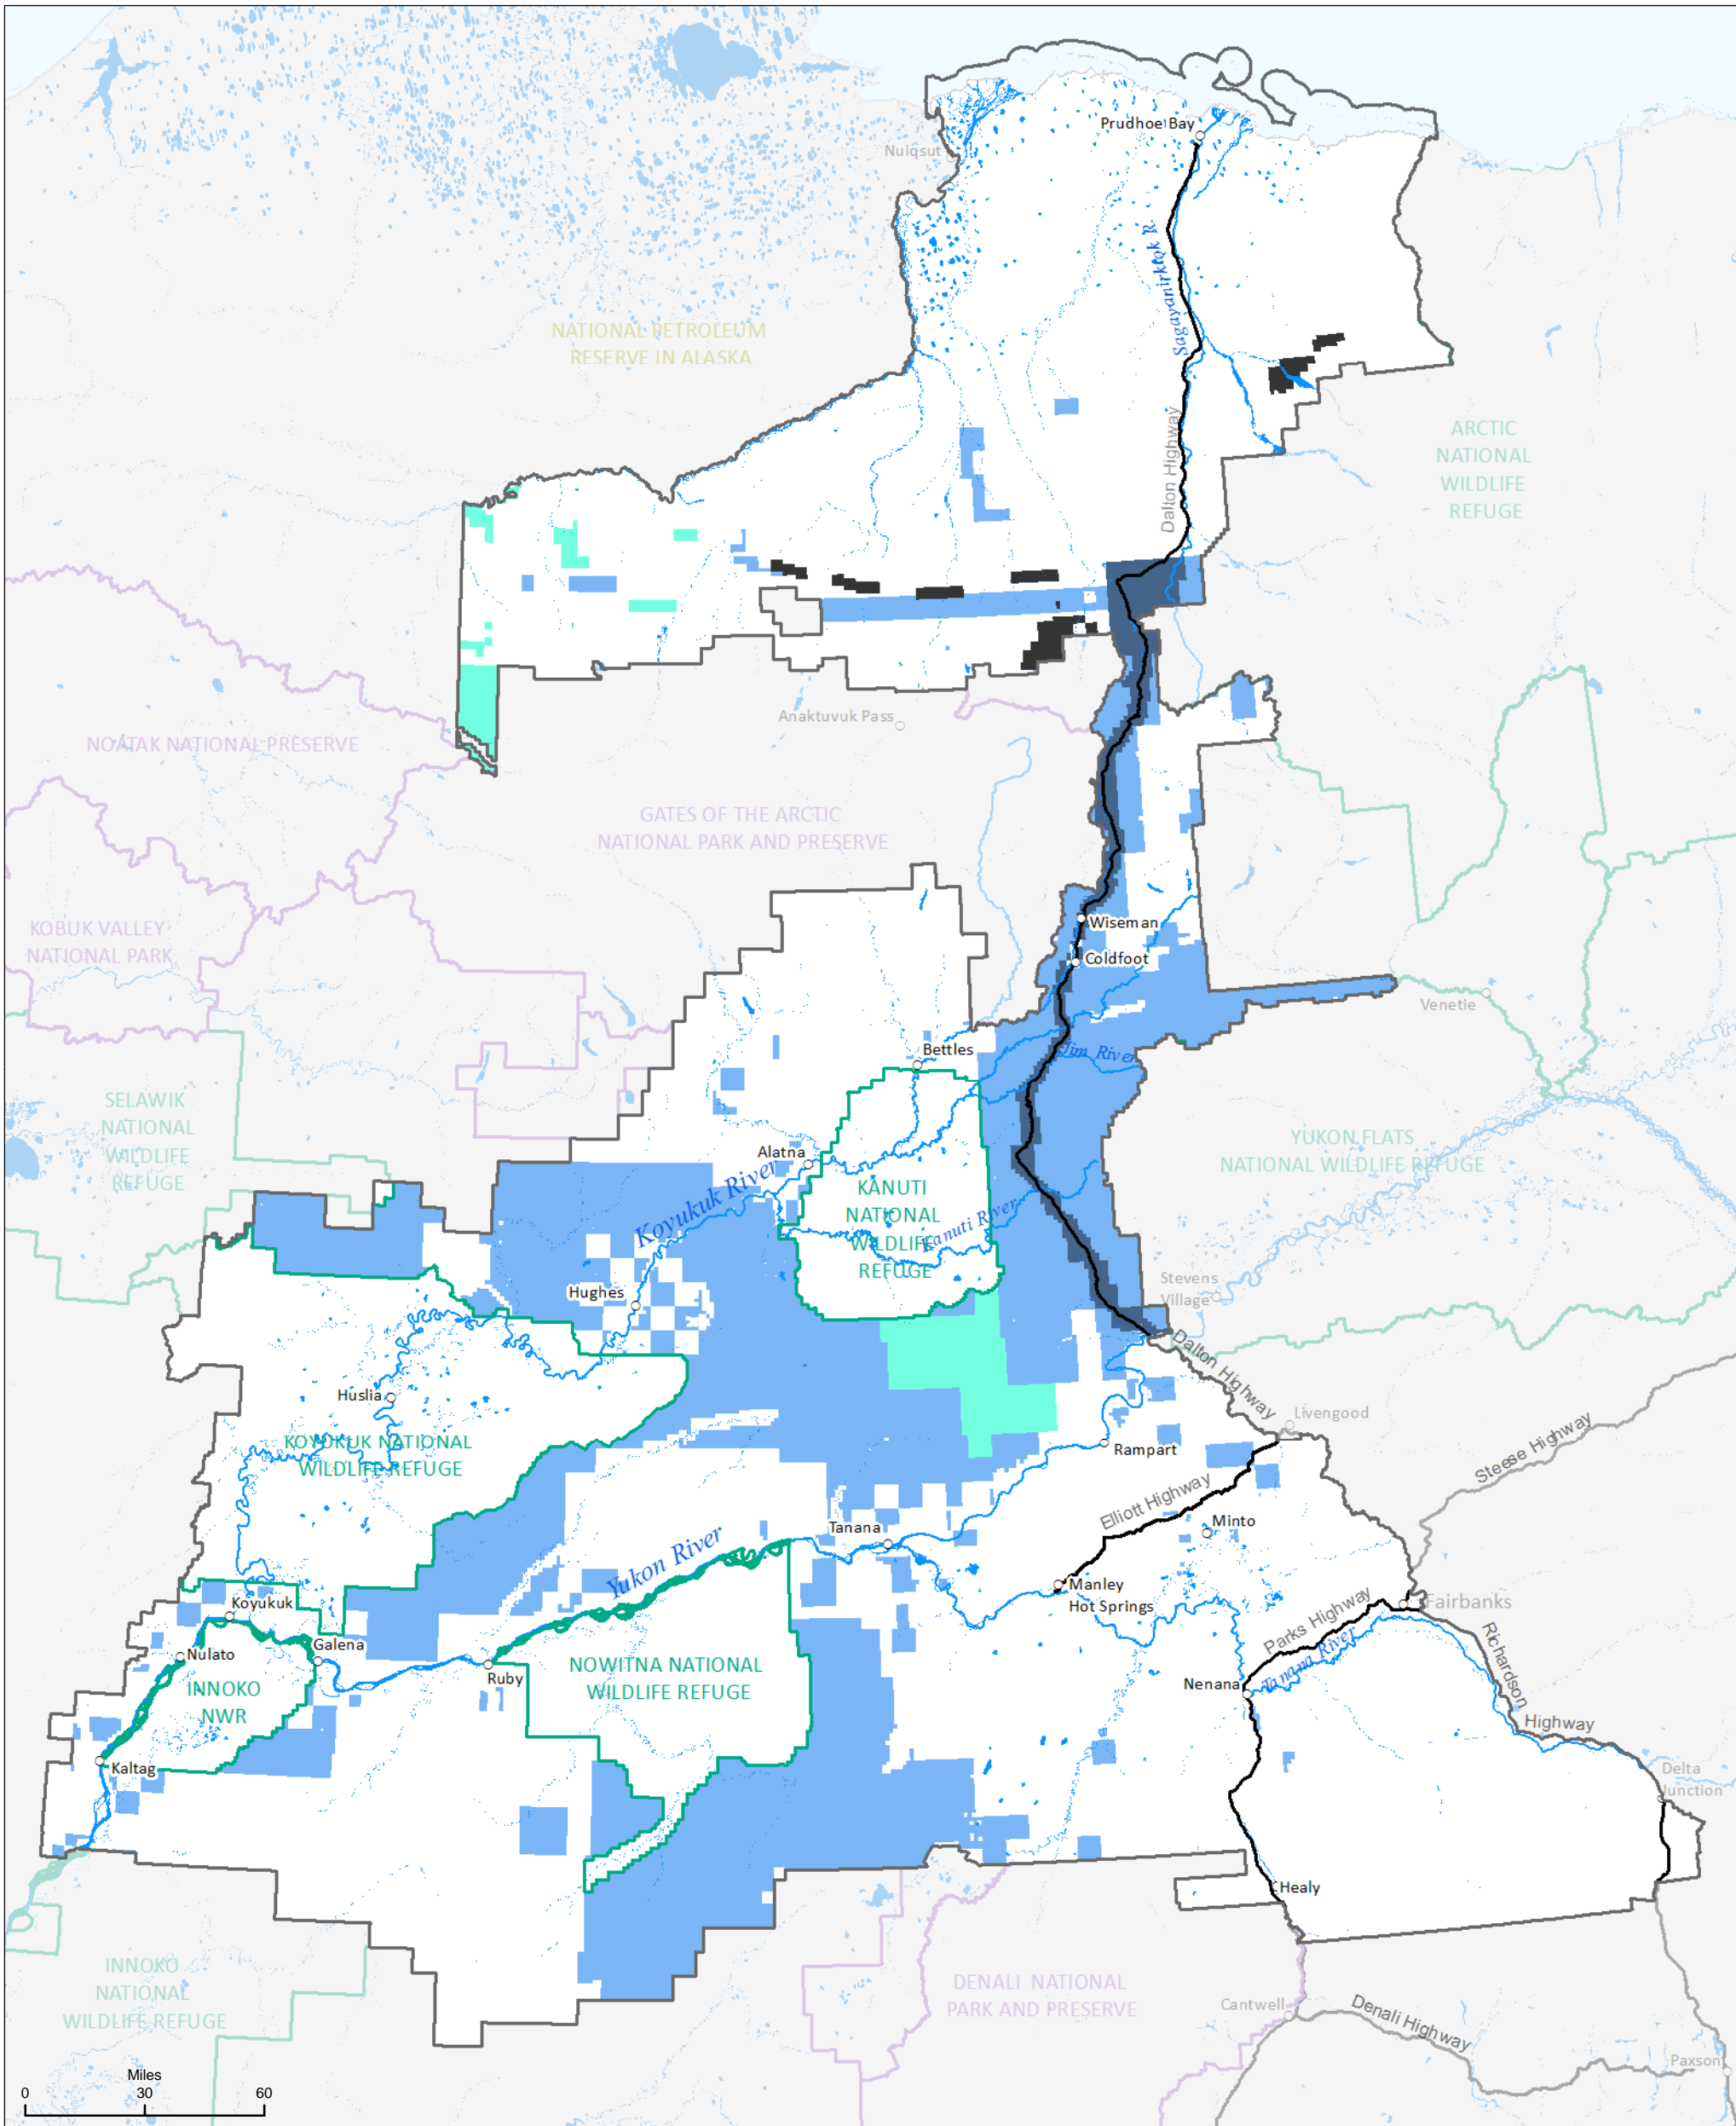 Prudhoe Bay
Nuiqsut
Sagavanirktok R.
NATIONAL PETROLEUM
RESERVE IN ALASKA
Dalton Highway
ARCTIC
NATIONAL
WILDLIFE
REFUGE
Anaktuvuk Pass
NOATAK NATIONAL PRESERVE
GATES OF THE ARCTIC
NATIONAL PARK AND PRESERVE
KOBUK VALLEY
NATIONAL PARK
Wiseman
Coldfoot
Venetie
Bettles
Jim River
SELAWIK
NATIONAL
WILDLIFE
REFUGE
YUKON FLATS
NATIONAL WILDLIFE REFUGE
Alatna
Koyukuk River
KANUTI
NATIONAL
WILDLIFE
REFUGE
Kanuti River
Stevens
Village
Hughes
Dalton Highway
Huslia
Livengood
KOYUKUK NATIONAL
WILDLIFE REFUGE
Rampart
Steese Highway
Elliott Highway
Minto
Tanana
Yukon River
Manley
Hot Springs
Koyukuk
Fairbanks
Parks Highway
Galena
Nulato
Ruby
NOWITNA NATIONAL
WILDLIFE REFUGE
INNOKO
NWR
Nenana
Tanana River
Richardson
Highway
Kaltag
Delta
Junction
Healy
INNOKO
NATIONAL
WILDLIFE REFUGE
DENALI NATIONAL
PARK AND PRESERVE
Cantwell
Denali Highway
Paxson
Miles
0 30 60